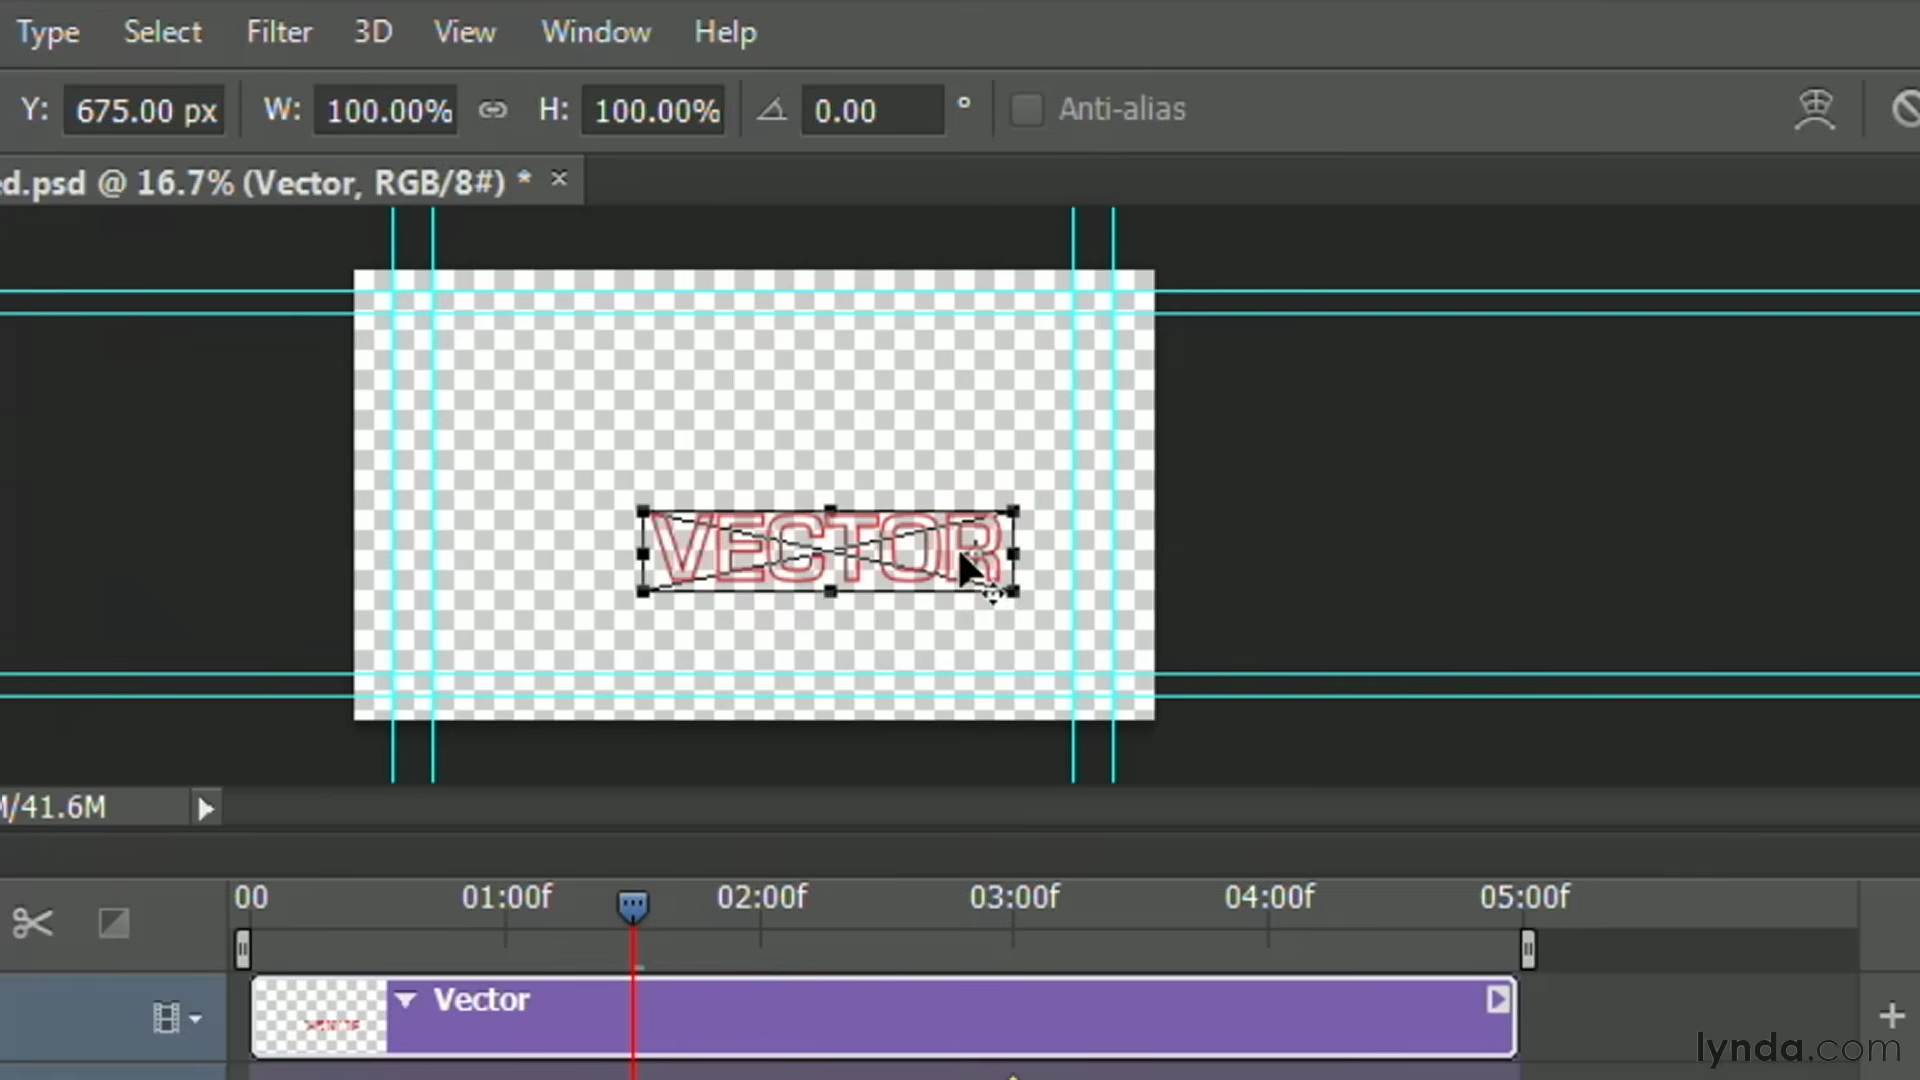 Type Select Filter 3D View Window Help
Y: 675.00 px W: 100.00% H: 100.00% 0.00 ° Anti-alias
ed.psd @ 16.7% (Vector, RGB/8#) * ×
VECTOR
M/41.6M
00 01:00f 02:00f 03:00f 04:00f 05:00f
Vector
lynda.com